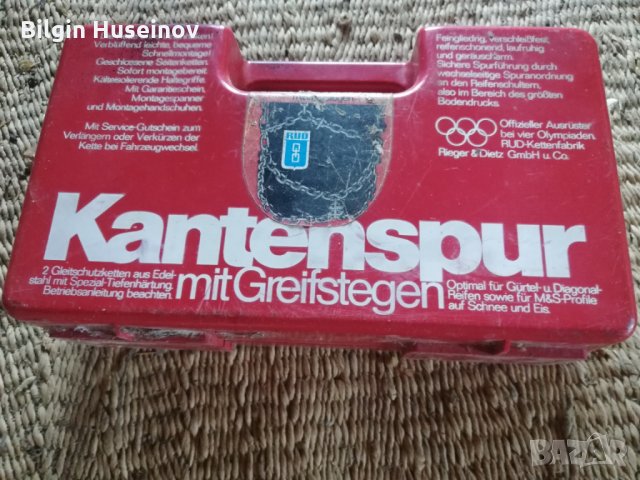 Bilgin Huseinov
Verblüffend leichte, bequeme
Schnellmontage!
Geschlossene Seitenketten.
Sofort montagebereit.
Kälteisolierende Haltegriffe.
Mit Garantieschein,
Montagespanner
und Montagehandschuhen.
Mit Service-Gutschein zum
Verlängern oder Verkürzen der
Kette bei Fahrzeugwechsel.
Feingliedrig, verschleißfest,
reifenschonend, laufruhig
und geräuscharm.
Sichere Spurführung durch
wechselseitige Spuranordnung
an den Reifenschultern,
also im Bereich des größten
Bodendrucks.
Offizieller Ausrüster
bei vier Olympiaden.
RUD-Kettenfabrik
Rieger & Dietz GmbH u. Co.
RUD
Kantenspur
mit Greifstegen
2 Gleitschutzketten aus Edel-
stahl mit Spezial-Tiefenhärtung.
Betriebsanleitung beachten.
Optimal für Gürtel- u. Diagonal-
Reifen sowie für M&S-Profile
auf Schnee und Eis.
BAZAR